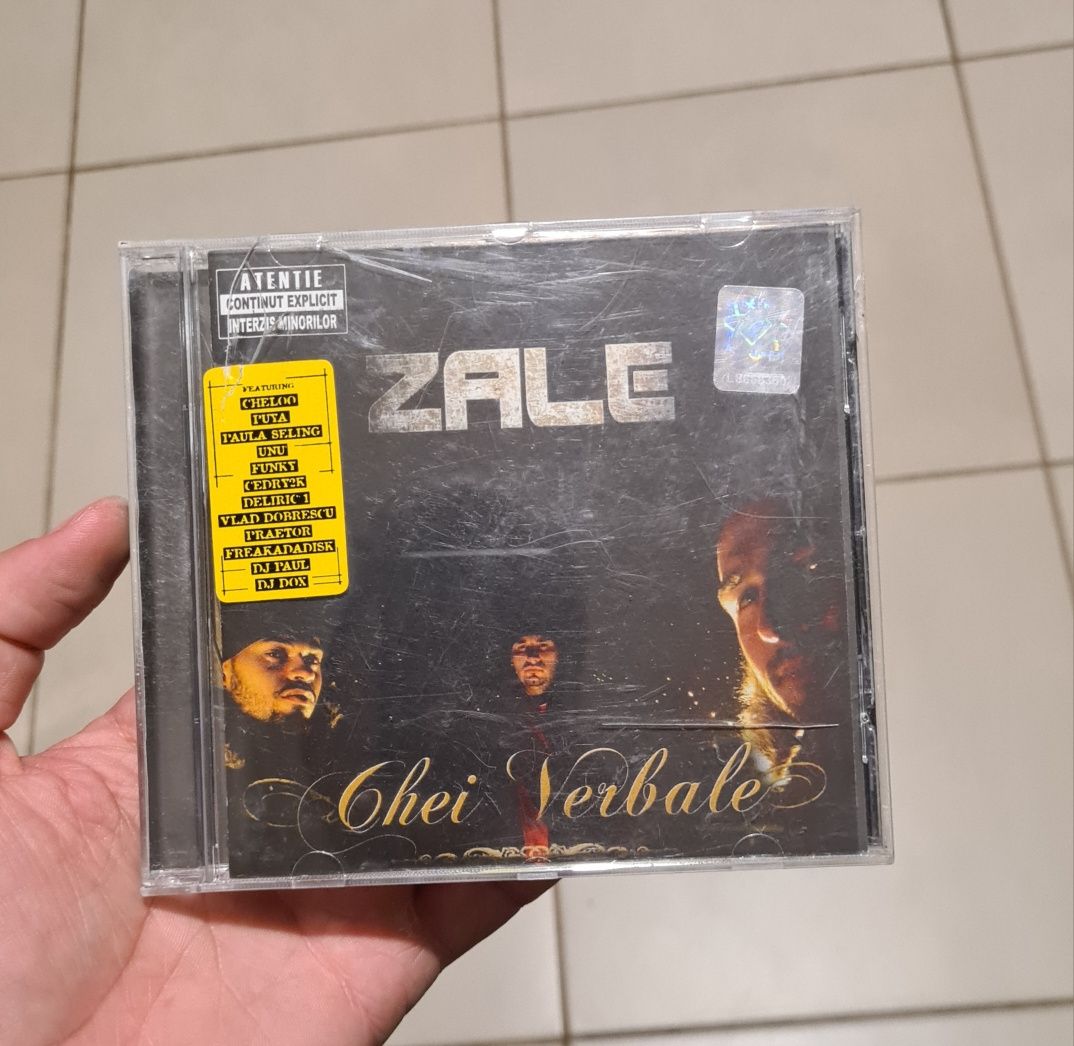 ATENTIE
CONTINUT EXPLICIT
INTERZIS MINORILOR
ZALE
FEATURING
CHELOO
PUYA
PAULA SELING
UNU
FUNKY
CEDRY2K
DELIRIC 1
VLAD DOBRESCU
PRAETOR
FREAKADADISK
DJ PAUL
DJ DOX
Chei Verbale